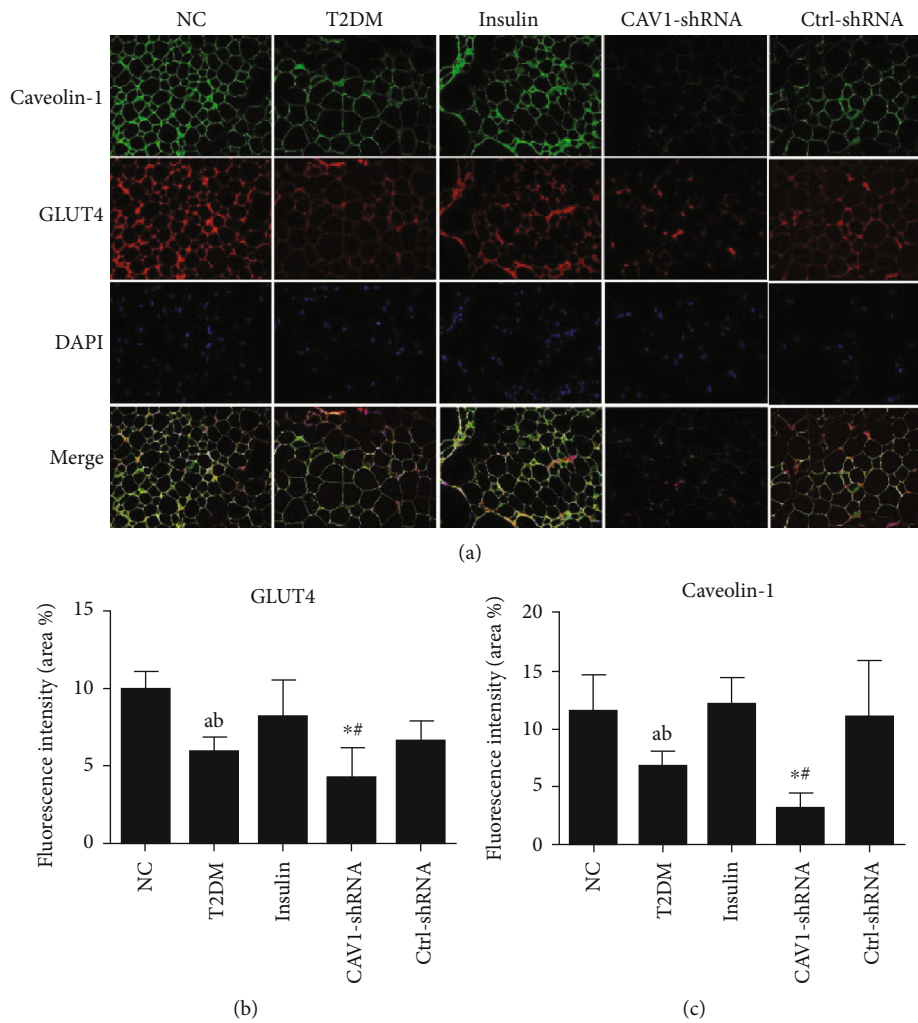 NC T2DM Insulin CAV1-shRNA Ctrl-shRNA
Caveolin-1
GLUT4
DAPI
Merge
(a)
GLUT4
Fluorescence intensity (area %)
15
10
5
0
ab
*#
NC
T2DM
Insulin
CAV1-shRNA
Ctrl-shRNA
(b)
Caveolin-1
Fluorescence intensity (area %)
20
15
10
5
0
ab
*#
NC
T2DM
Insulin
CAV1-shRNA
Ctrl-shRNA
(c)